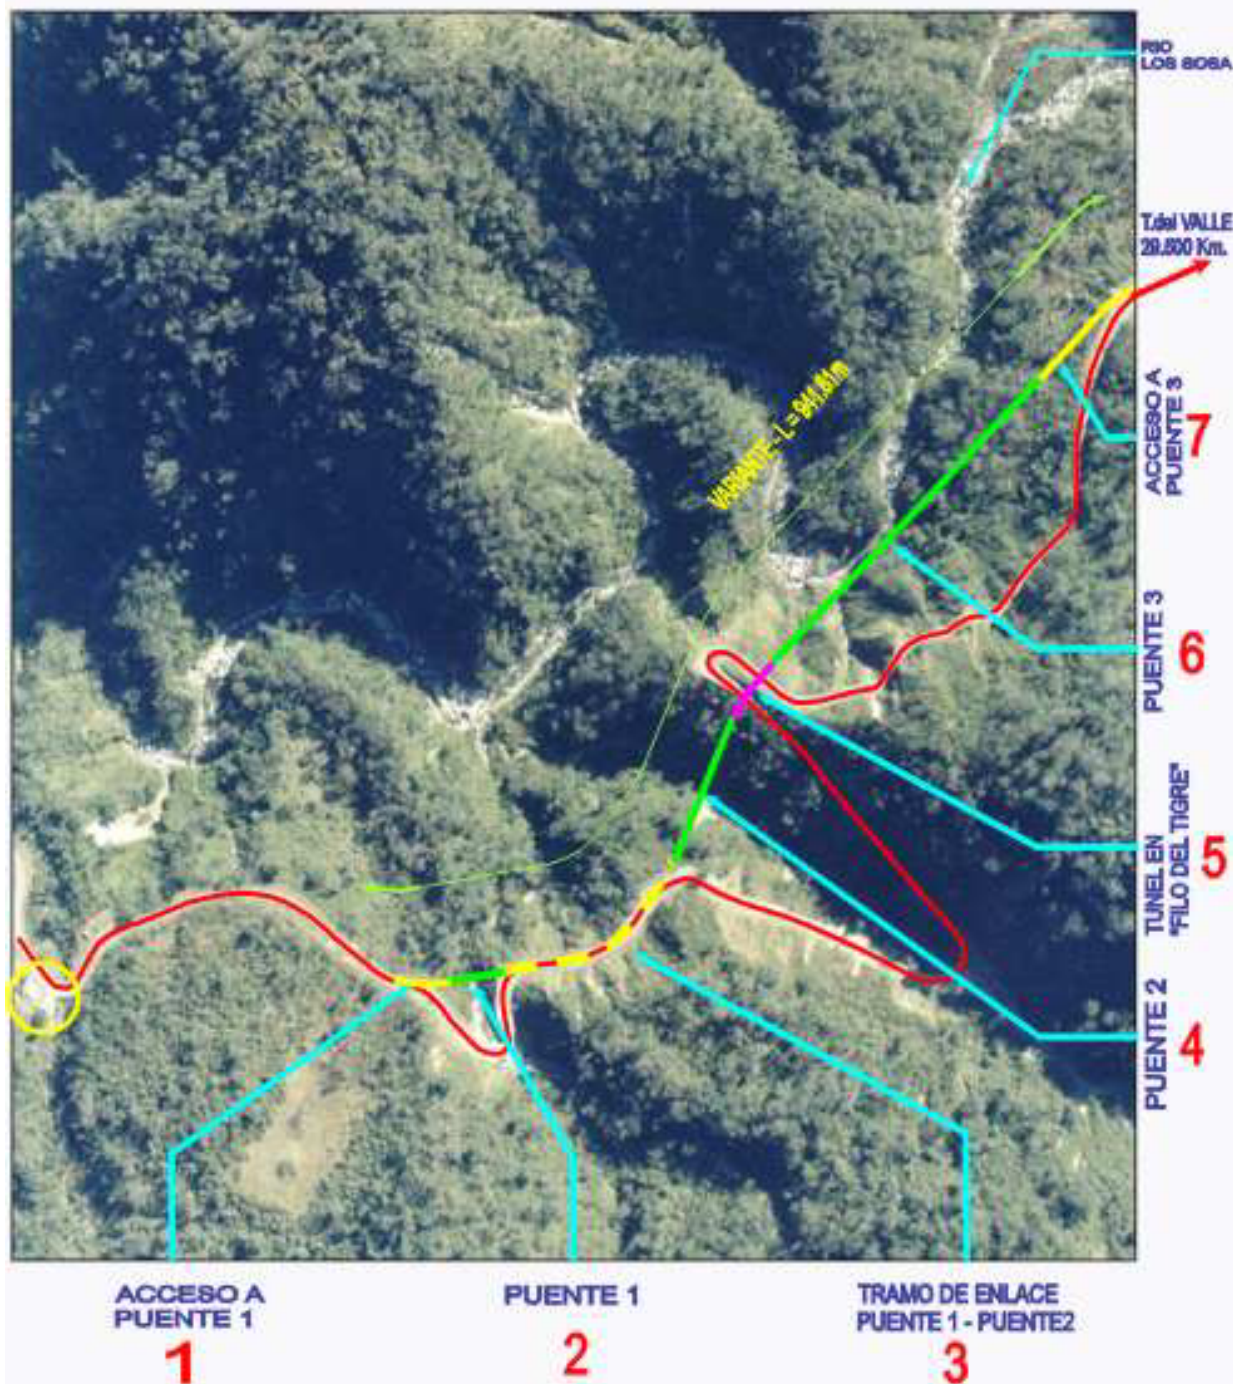 RIO
LOS SOSA
T.del VALLE
29.500 Km.
VARIANTE - L = 941.81m
ACCESO A
PUENTE 3
7
PUENTE 3
6
TUNEL EN
"FILO DEL TIGRE"
5
PUENTE 2
4
ACCESO A
PUENTE 1
1
PUENTE 1
2
TRAMO DE ENLACE
PUENTE 1 - PUENTE2
3